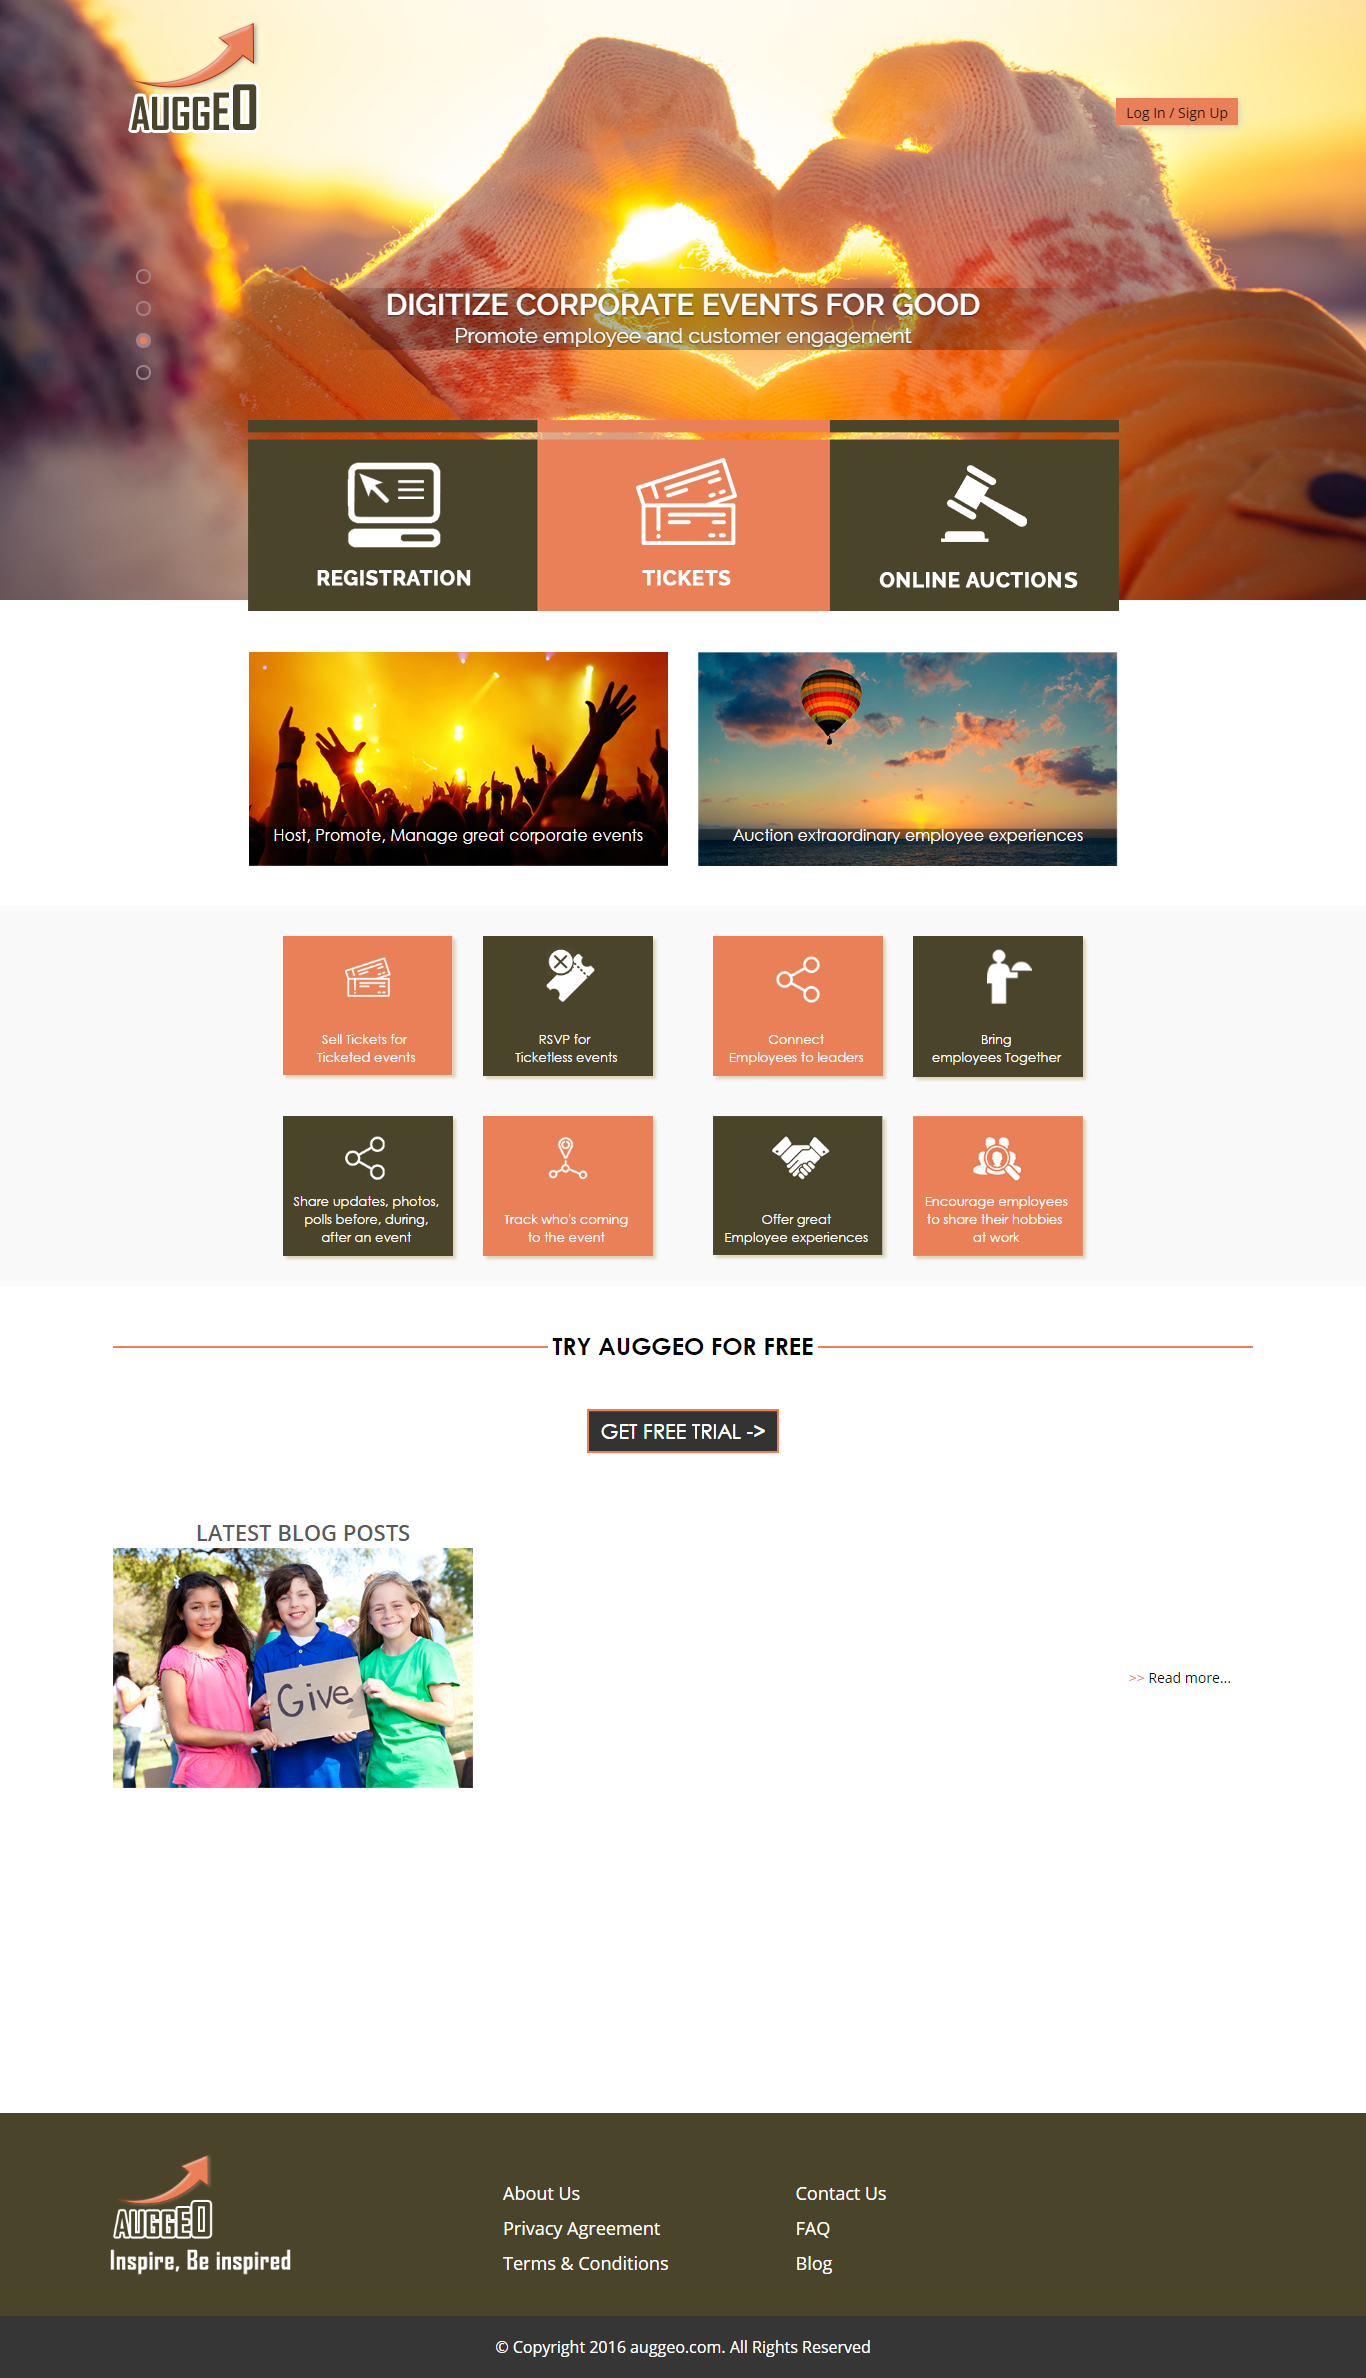 AUGGEO
Log In / Sign Up
DIGITIZE CORPORATE EVENTS FOR GOOD
Promote employee and customer engagement
REGISTRATION
TICKETS
ONLINE AUCTIONS
Host, Promote, Manage great corporate events
Auction extraordinary employee experiences
Sell Tickets for
Ticketed events
RSVP for
Ticketless events
Connect
Employees to leaders
Bring
employees Together
Share updates, photos,
polls before, during,
after an event
Track who's coming
to the event
Offer great
Employee experiences
Encourage employees
to share their hobbies
at work
TRY AUGGEO FOR FREE
GET FREE TRIAL ->
LATEST BLOG POSTS
Give
>> Read more...
AUGGEO
Inspire, Be inspired
About Us
Privacy Agreement
Terms & Conditions
Contact Us
FAQ
Blog
© Copyright 2016 auggeo.com. All Rights Reserved